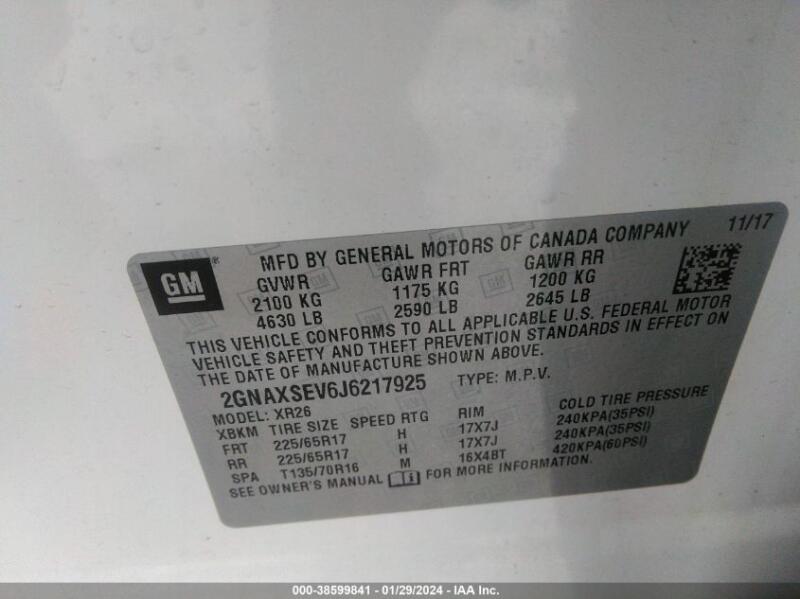 11/17
GM®
MFD BY GENERAL MOTORS OF CANADA COMPANY
GVWR GAWR FRT GAWR RR
2100 KG 1175 KG 1200 KG
4630 LB 2590 LB 2645 LB
THIS VEHICLE CONFORMS TO ALL APPLICABLE U.S. FEDERAL MOTOR
VEHICLE SAFETY AND THEFT PREVENTION STANDARDS IN EFFECT ON
THE DATE OF MANUFACTURE SHOWN ABOVE.
2GNAXSEV6J6217925 TYPE: M.P.V.
MODEL: XR26
XBKM TIRE SIZE SPEED RTG RIM COLD TIRE PRESSURE
FRT 225/65R17 H 17X7J 240KPA(35PSI)
RR 225/65R17 H 17X7J 240KPA(35PSI)
SPA T135/70R16 M 16X4BT 420KPA(60PSI)
SEE OWNER'S MANUAL FOR MORE INFORMATION.
000-38599841 - 01/29/2024 - IAA Inc.